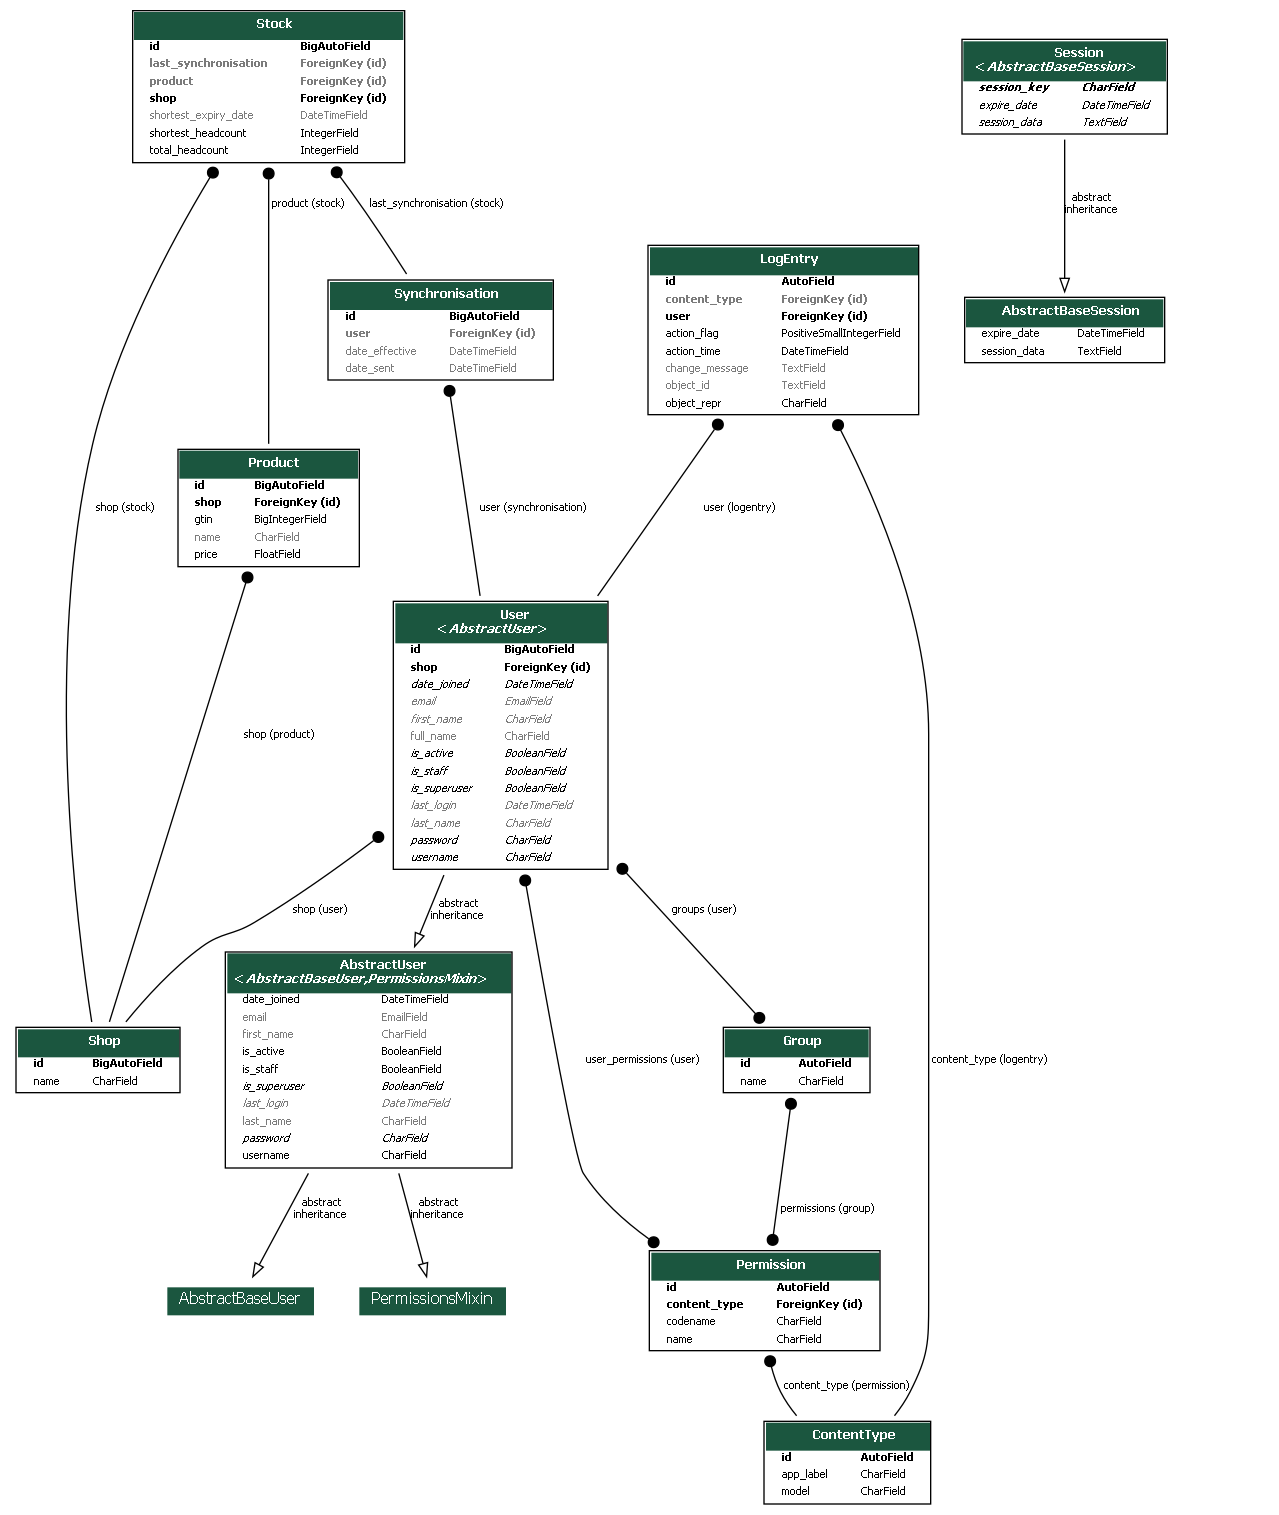 Stock
id BigAutoField
last_synchronisation ForeignKey (id)
product ForeignKey (id)
shop ForeignKey (id)
shortest_expiry_date DateTimeField
shortest_headcount IntegerField
total_headcount IntegerField
Session
<AbstractBaseSession>
session_key CharField
expire_date DateTimeField
session_data TextField
product (stock)
last_synchronisation (stock)
abstract
inheritance
LogEntry
id AutoField
content_type ForeignKey (id)
user ForeignKey (id)
action_flag PositiveSmallIntegerField
action_time DateTimeField
change_message TextField
object_id TextField
object_repr CharField
Synchronisation
id BigAutoField
user ForeignKey (id)
date_effective DateTimeField
date_sent DateTimeField
AbstractBaseSession
expire_date DateTimeField
session_data TextField
Product
id BigAutoField
shop ForeignKey (id)
gtin BigIntegerField
name CharField
price FloatField
shop (stock)
user (synchronisation)
user (logentry)
User
<AbstractUser>
id BigAutoField
shop ForeignKey (id)
date_joined DateTimeField
email EmailField
first_name CharField
full_name CharField
is_active BooleanField
is_staff BooleanField
is_superuser BooleanField
last_login DateTimeField
last_name CharField
password CharField
username CharField
shop (product)
shop (user)
abstract
inheritance
groups (user)
AbstractUser
<AbstractBaseUser,PermissionsMixin>
date_joined DateTimeField
email EmailField
first_name CharField
is_active BooleanField
is_staff BooleanField
is_superuser BooleanField
last_login DateTimeField
last_name CharField
password CharField
username CharField
Shop
id BigAutoField
name CharField
user_permissions (user)
Group
id AutoField
name CharField
content_type (logentry)
abstract
inheritance
abstract
inheritance
permissions (group)
AbstractBaseUser
PermissionsMixin
Permission
id AutoField
content_type ForeignKey (id)
codename CharField
name CharField
content_type (permission)
ContentType
id AutoField
app_label CharField
model CharField